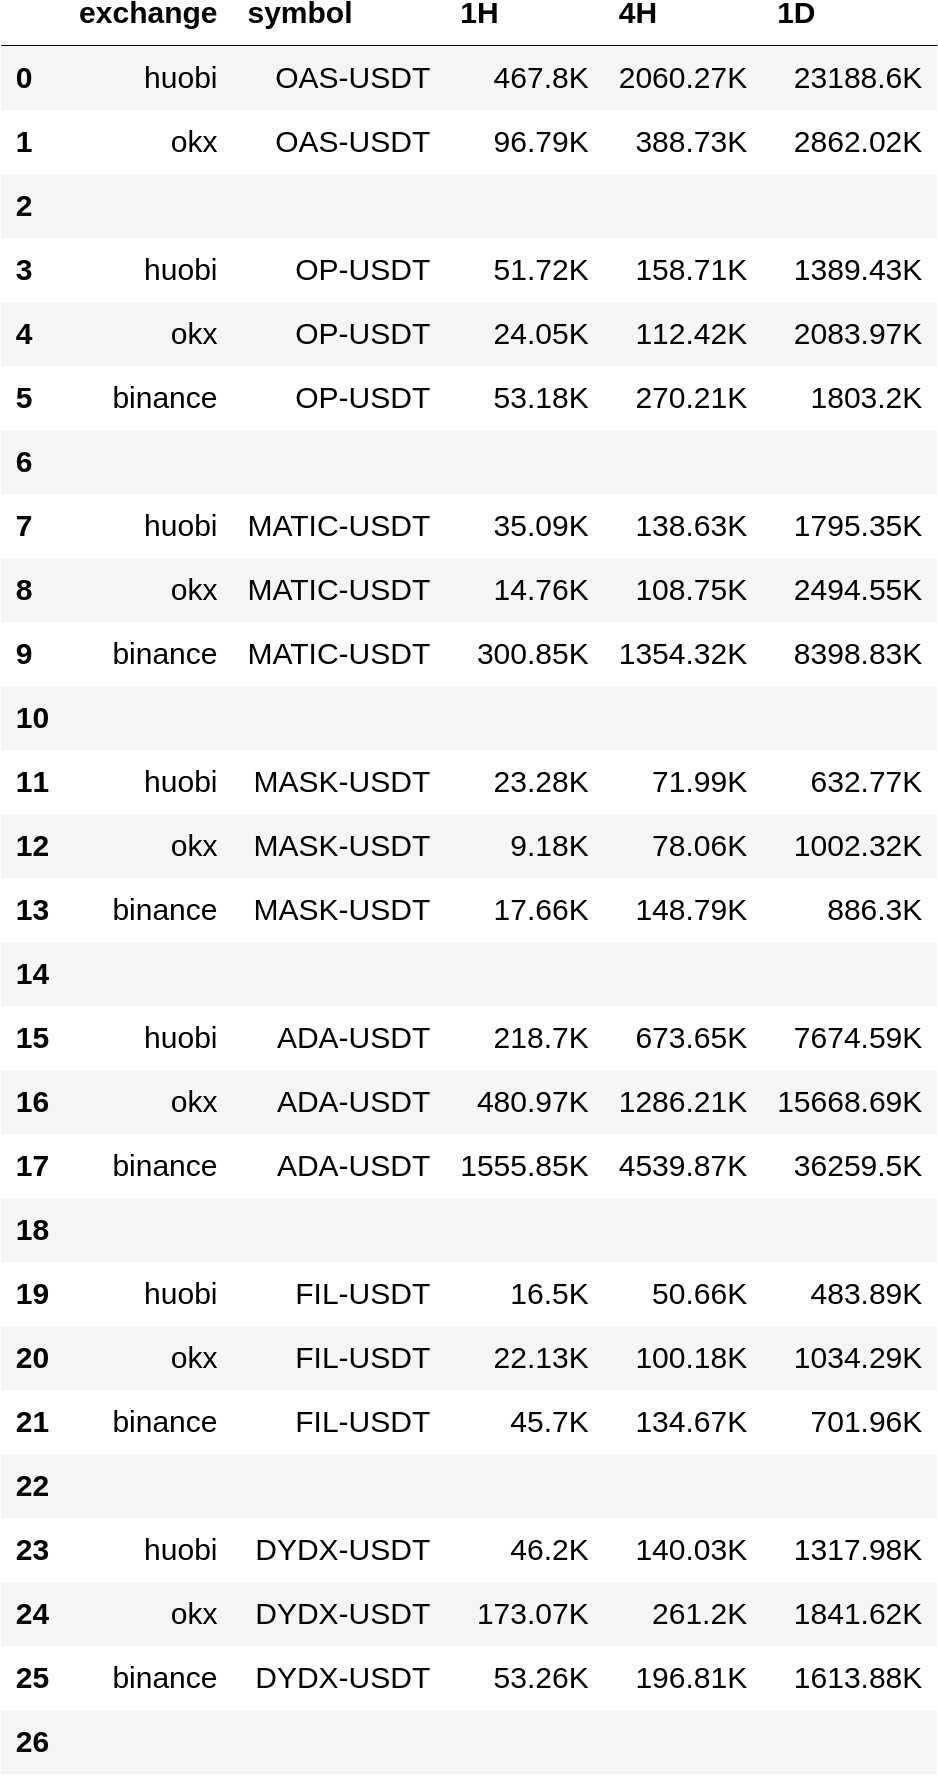 exchange symbol 1H 4H 1D
0 huobi OAS-USDT 467.8K 2060.27K 23188.6K
1 okx OAS-USDT 96.79K 388.73K 2862.02K
2
3 huobi OP-USDT 51.72K 158.71K 1389.43K
4 okx OP-USDT 24.05K 112.42K 2083.97K
5 binance OP-USDT 53.18K 270.21K 1803.2K
6
7 huobi MATIC-USDT 35.09K 138.63K 1795.35K
8 okx MATIC-USDT 14.76K 108.75K 2494.55K
9 binance MATIC-USDT 300.85K 1354.32K 8398.83K
10
11 huobi MASK-USDT 23.28K 71.99K 632.77K
12 okx MASK-USDT 9.18K 78.06K 1002.32K
13 binance MASK-USDT 17.66K 148.79K 886.3K
14
15 huobi ADA-USDT 218.7K 673.65K 7674.59K
16 okx ADA-USDT 480.97K 1286.21K 15668.69K
17 binance ADA-USDT 1555.85K 4539.87K 36259.5K
18
19 huobi FIL-USDT 16.5K 50.66K 483.89K
20 okx FIL-USDT 22.13K 100.18K 1034.29K
21 binance FIL-USDT 45.7K 134.67K 701.96K
22
23 huobi DYDX-USDT 46.2K 140.03K 1317.98K
24 okx DYDX-USDT 173.07K 261.2K 1841.62K
25 binance DYDX-USDT 53.26K 196.81K 1613.88K
26